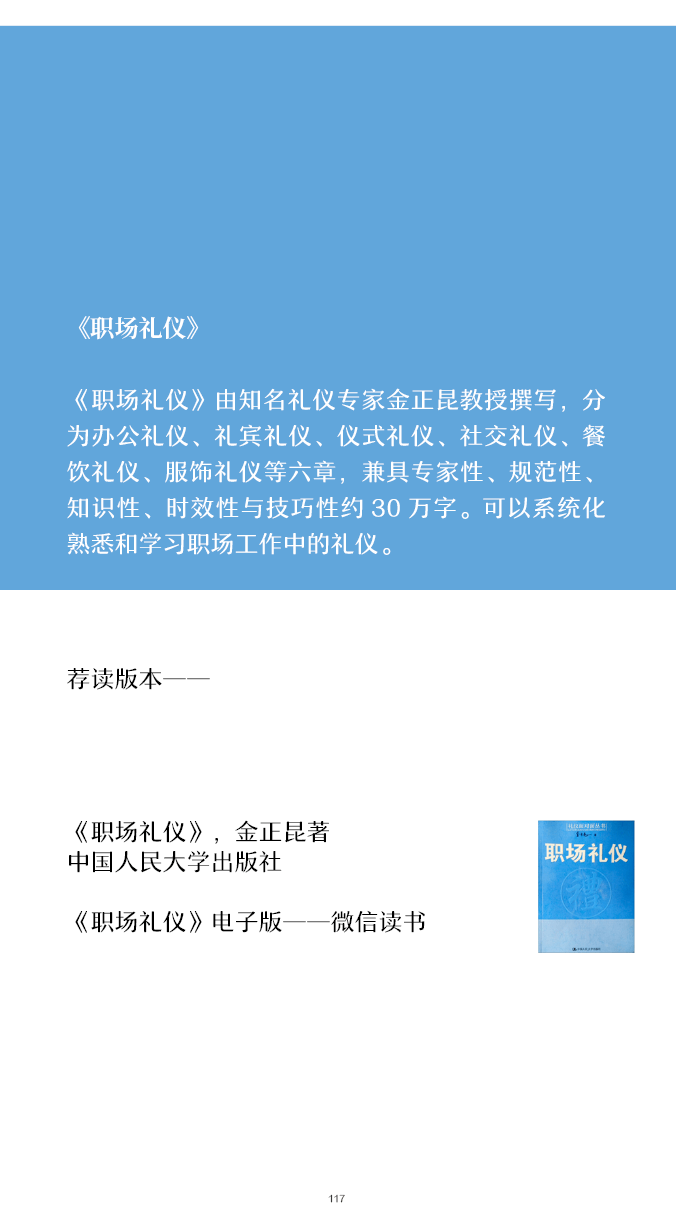 《职场礼仪》
《职场礼仪》由知名礼仪专家金正昆教授撰写，分
为办公礼仪、礼宾礼仪、仪式礼仪、社交礼仪、餐
饮礼仪、服饰礼仪等六章，兼具专家性、规范性、
知识性、时效性与技巧性约 30 万字。可以系统化
熟悉和学习职场工作中的礼仪。
荐读版本——
《职场礼仪》，金正昆著
中国人民大学出版社
《职场礼仪》电子版——微信读书
职场礼仪
禮
117